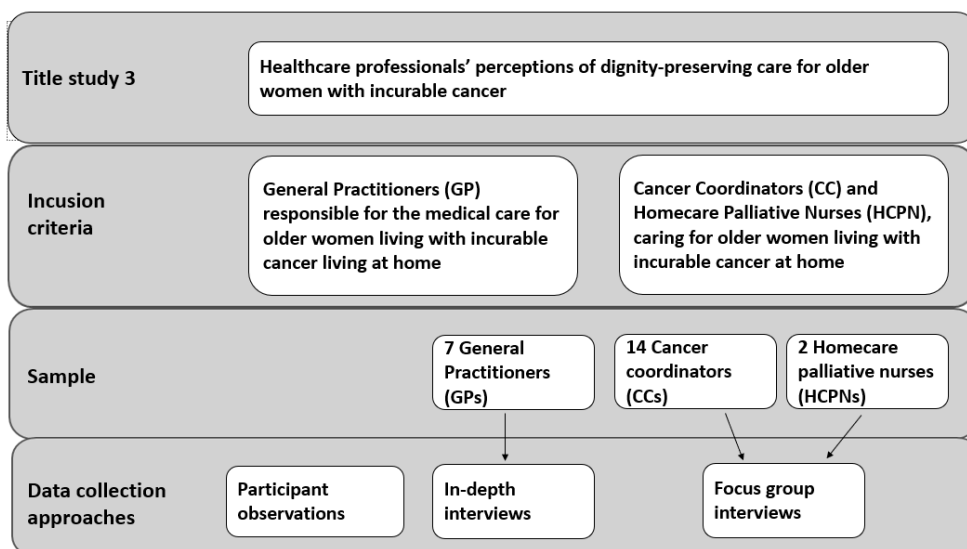 Title study 3
Healthcare professionals’ perceptions of dignity-preserving care for older
women with incurable cancer
Incusion
criteria
General Practitioners (GP)
responsible for the medical care for
older women living with incurable
cancer living at home
Cancer Coordinators (CC) and
Homecare Palliative Nurses (HCPN),
caring for older women living with
incurable cancer at home
Sample
7 General
Practitioners
(GPs)
14 Cancer
coordinators
(CCs)
2 Homecare
palliative nurses
(HCPNs)
Data collection
approaches
Participant
observations
In-depth
interviews
Focus group
interviews